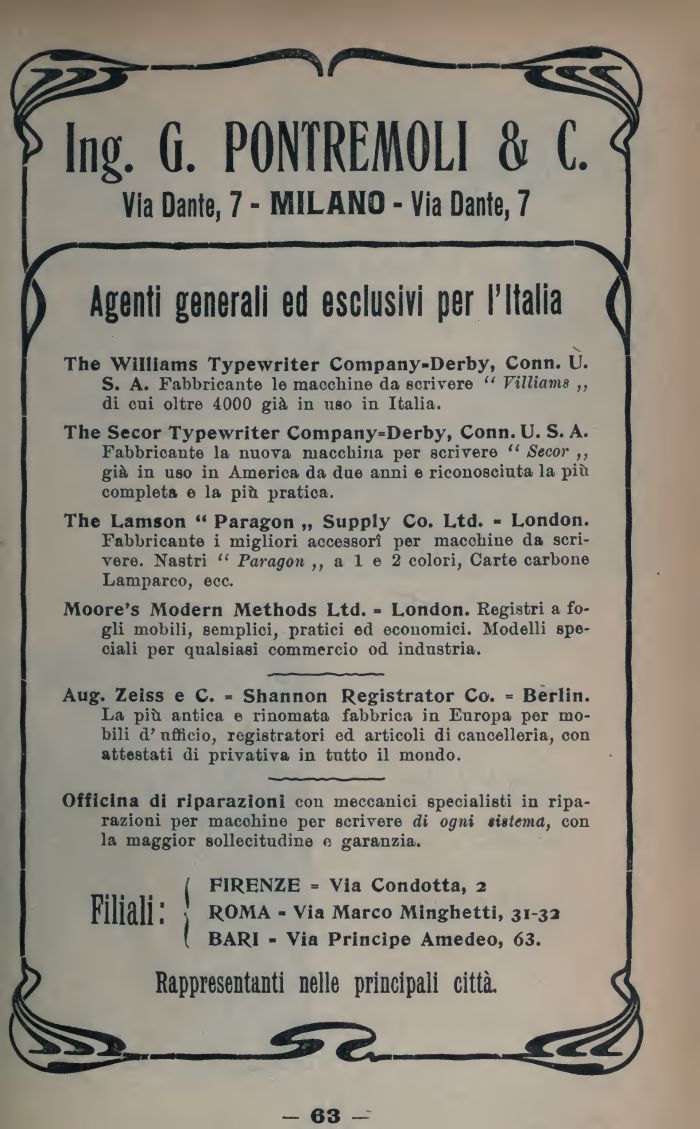 Ing. G. PONTREMOLI & C.
Via Dante, 7 - MILANO - Via Dante, 7
Agenti generali ed esclusivi per l'Italia
The Williams Typewriter Company-Derby, Conn. U.
S. A. Fabbricante le macchine da scrivere “ Villiams „
di cui oltre 4000 già in uso in Italia.
The Secor Typewriter Company-Derby, Conn. U. S. A.
Fabbricante la nuova macchina per scrivere “ Secor „
già in uso in America da due anni e riconosciuta la più
completa e la più pratica.
The Lamson “ Paragon „ Supply Co. Ltd. - London.
Fabbricante i migliori accessori per macchine da scri-
vere. Nastri “ Paragon „ a 1 e 2 colori, Carte carbone
Lamparco, ecc.
Moore's Modern Methods Ltd. - London. Registri a fo-
gli mobili, semplici, pratici ed economici. Modelli spe-
ciali per qualsiasi commercio od industria.
Aug. Zeiss e C. - Shannon Registrator Co. - Berlin.
La più antica e rinomata fabbrica in Europa per mo-
bili d' ufficio, registratori ed articoli di cancelleria, con
attestati di privativa in tutto il mondo.
Officina di riparazioni con meccanici specialisti in ripa-
razioni per macchine per scrivere di ogni sistema, con
la maggior sollecitudine e garanzia.
Filiali:
FIRENZE - Via Condotta, 2
ROMA - Via Marco Minghetti, 31-32
BARI - Via Principe Amedeo, 63.
Rappresentanti nelle principali città.
— 63 —